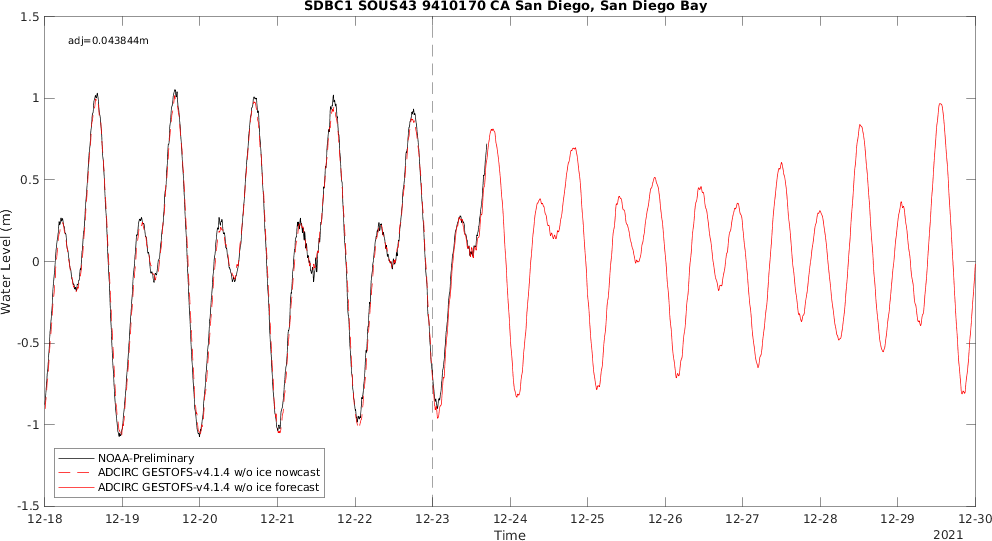 SDBC1 SOUS43 9410170 CA San Diego, San Diego Bay
adj=0.043844m
1.5
1
0.5
0
-0.5
-1
-1.5
Water Level (m)
NOAA-Preliminary
ADCIRC GESTOFS-v4.1.4 w/o ice nowcast
ADCIRC GESTOFS-v4.1.4 w/o ice forecast
12-18 12-19 12-20 12-21 12-22 12-23 12-24 12-25 12-26 12-27 12-28 12-29 12-30
Time
2021